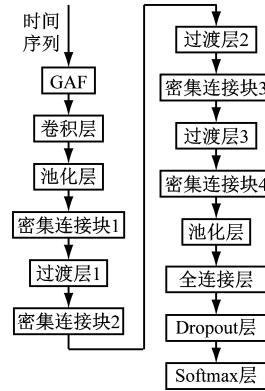 时间
序列
GAF
卷积层
池化层
密集连接块1
过渡层1
密集连接块2
过渡层2
密集连接块3
过渡层3
密集连接块4
池化层
全连接层
Dropout层
Softmax层